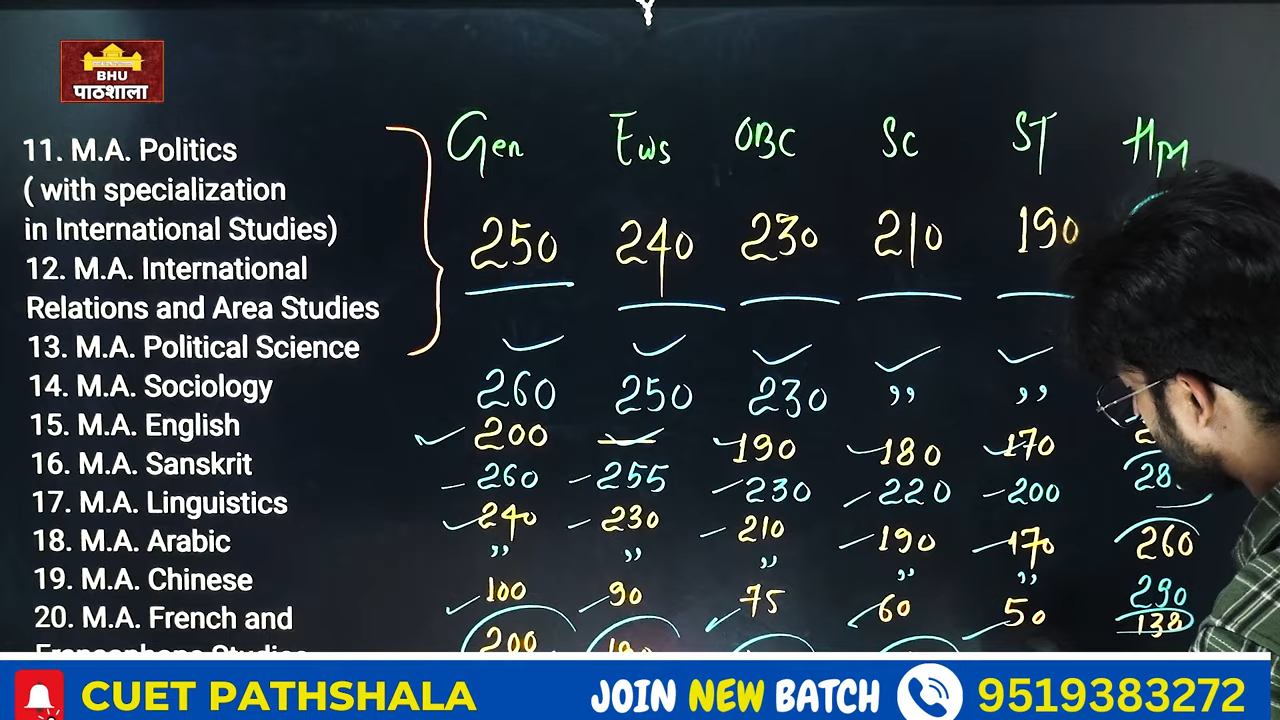 BHU
पाठशाला
Gen Ews OBC Sc ST
11. M.A. Politics
( with specialization
in International Studies)
250 240 230 210 190
12. M.A. International
Relations and Area Studies
13. M.A. Political Science
14. M.A. Sociology
260 250 230 ,, ,,
15. M.A. English
200 190 180 170
16. M.A. Sanskrit
260 255 230 220 200
17. M.A. Linguistics
240 230 210 190 170 260
18. M.A. Arabic
,, ,, ,, ,, ,, 290
19. M.A. Chinese
100 90 75 60 50 138
20. M.A. French and
200
CUET PATHSHALA
JOIN NEW BATCH
9519383272